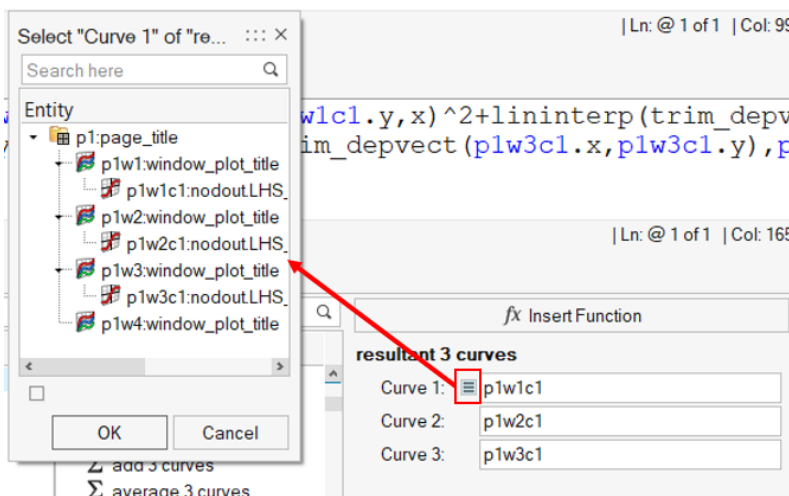 Select "Curve 1" of "re...
Search here
Entity
p1:page_title
p1w1:window_plot_title
p1w1c1:nodout.LHS_
p1w2:window_plot_title
p1w2c1:nodout.LHS_
p1w3:window_plot_title
p1w3c1:nodout.LHS_
p1w4:window_plot_title
OK Cancel
Σ add 3 curves
Σ average 3 curves
| Ln: @ 1 of 1 | Col: 99
w1c1.y,x)^2+lininterp(trim_depv
im_depvect(p1w3c1.x,p1w3c1.y),p
| Ln: @ 1 of 1 | Col: 165
fx Insert Function
resultant 3 curves
Curve 1: p1w1c1
Curve 2: p1w2c1
Curve 3: p1w3c1